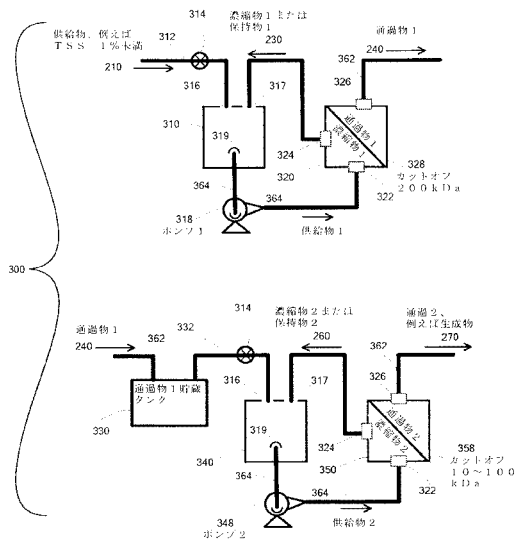 300
供給物、例えば
TSS 1%未満
312
210
314
濃縮物1または
保持物1
230
通過物1
240
362
326
316
317
310
319
通過物1
濃縮物1
324
320
328
カットオフ
200kDa
322
364
364
318
ポンプ1
供給物1
通過物1
240
362
332
314
濃縮物2または
保持物2
260
通過2、
例えば生成物
270
362
326
通過物1貯蔵
タンク
330
316
317
319
340
通過物2
濃縮物2
324
350
358
カットオフ
10〜100
kDa
322
364
364
348
ポンプ2
供給物2